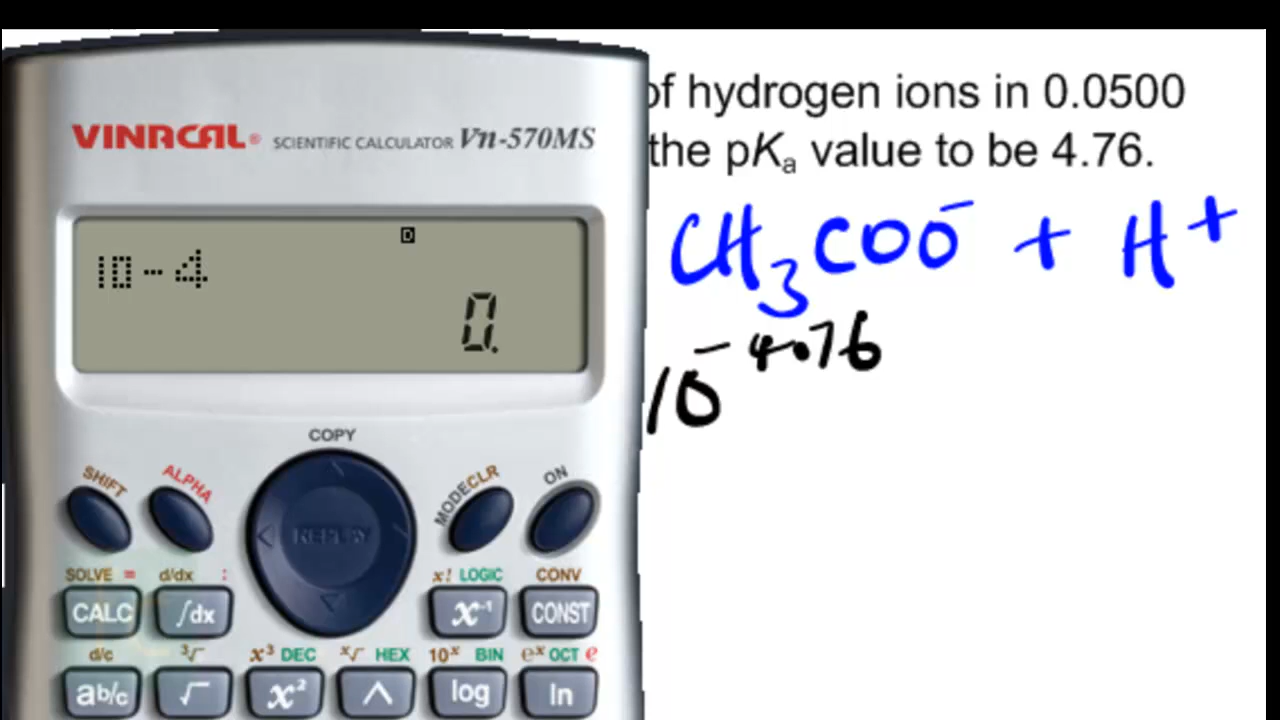 of hydrogen ions in 0.0500
the pKa value to be 4.76.
CH3COO- + H+
10-4.76
VINACAL® SCIENTIFIC CALCULATOR Vn-570MS
D
10-4
0.
COPY
SHIFT ALPHA MODE CLR ON
REPLAY
SOLVE = d/dx : x! LOGIC CONV
CALC ∫dx x-1 CONST
d/c 3√ x3 DEC x√ HEX 10x BIN ex OCT e
ab/c √ x2 ^ log ln